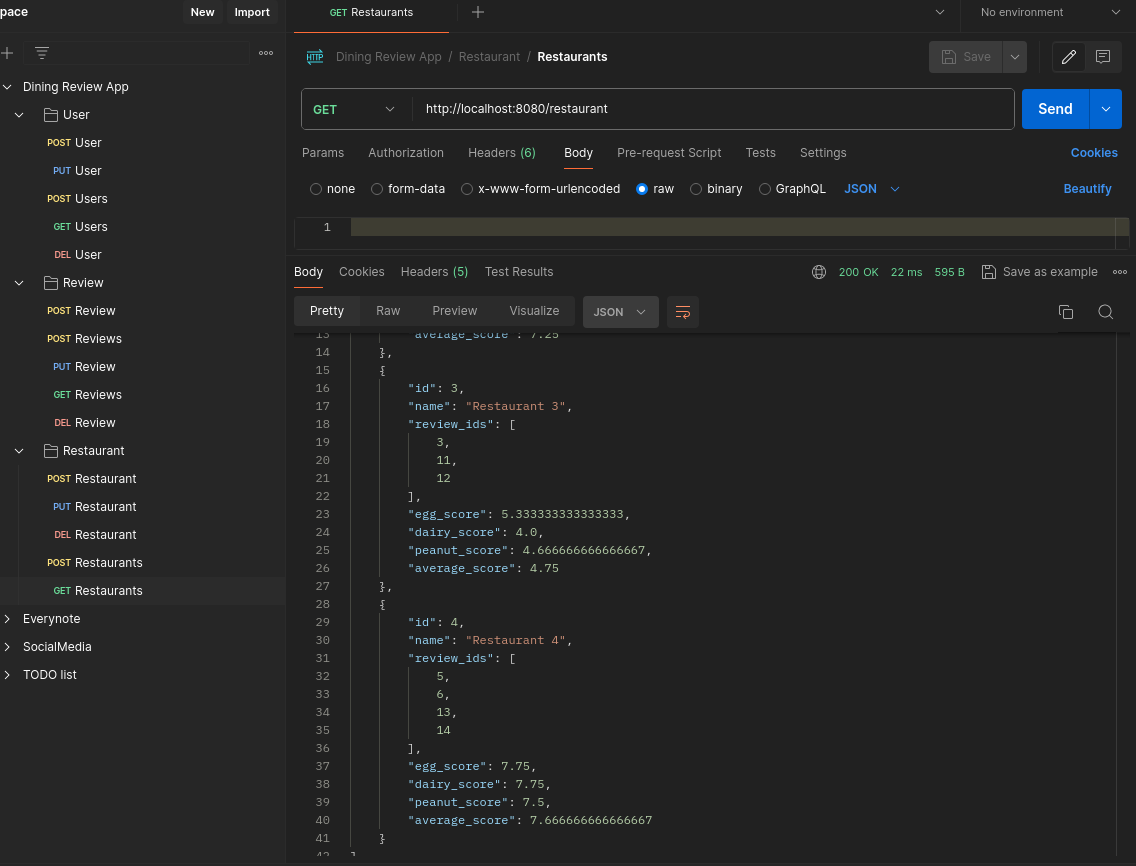 pace New Import
GET Restaurants
No environment
Dining Review App / Restaurant / Restaurants
Save
GET http://localhost:8080/restaurant
Send
Params Authorization Headers (6) Body Pre-request Script Tests Settings Cookies
none form-data x-www-form-urlencoded raw binary GraphQL JSON Beautify
1
Dining Review App
User
POST User
PUT User
POST Users
GET Users
DEL User
Review
POST Review
POST Reviews
PUT Review
GET Reviews
DEL Review
Restaurant
POST Restaurant
PUT Restaurant
DEL Restaurant
POST Restaurants
GET Restaurants
Everynote
SocialMedia
TODO list
Body Cookies Headers (5) Test Results
HTTP
200 OK 22 ms 595 B Save as example
Pretty Raw Preview Visualize JSON
13 "average_score": 7.25
14 },
15 {
16 "id": 3,
17 "name": "Restaurant 3",
18 "review_ids": [
19 3,
20 11,
21 12
22 ],
23 "egg_score": 5.333333333333333,
24 "dairy_score": 4.0,
25 "peanut_score": 4.666666666666667,
26 "average_score": 4.75
27 },
28 {
29 "id": 4,
30 "name": "Restaurant 4",
31 "review_ids": [
32 5,
33 6,
34 13,
35 14
36 ],
37 "egg_score": 7.75,
38 "dairy_score": 7.75,
39 "peanut_score": 7.5,
40 "average_score": 7.666666666666667
41 }
42 ]